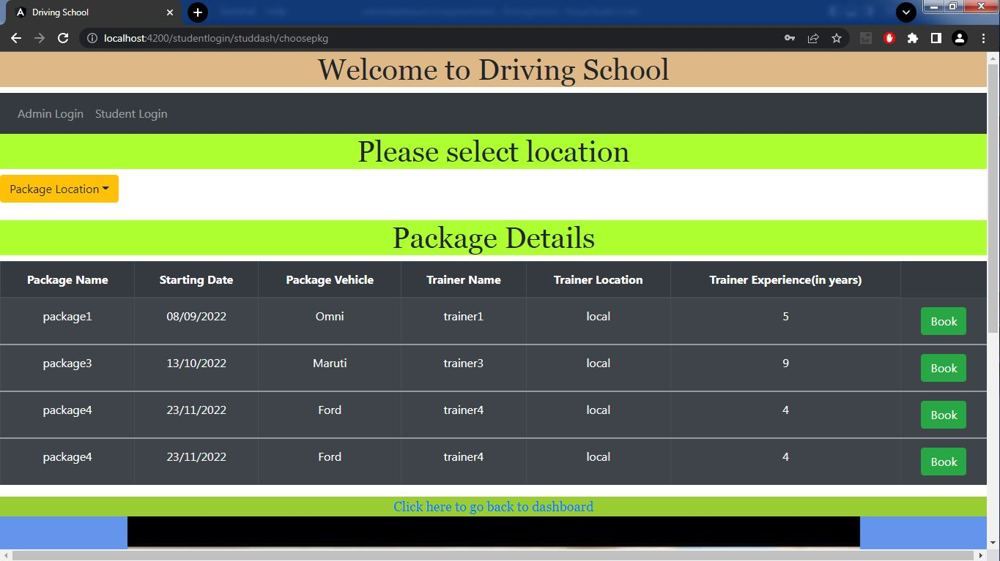 Driving School
localhost:4200/studentlogin/studdash/choosepkg
Welcome to Driving School
Admin Login Student Login
Please select location
Package Location
Package Details
Package Name Starting Date Package Vehicle Trainer Name Trainer Location Trainer Experience(in years)
package1 08/09/2022 Omni trainer1 local 5 Book
package3 13/10/2022 Maruti trainer3 local 9 Book
package4 23/11/2022 Ford trainer4 local 4 Book
package4 23/11/2022 Ford trainer4 local 4 Book
Click here to go back to dashboard